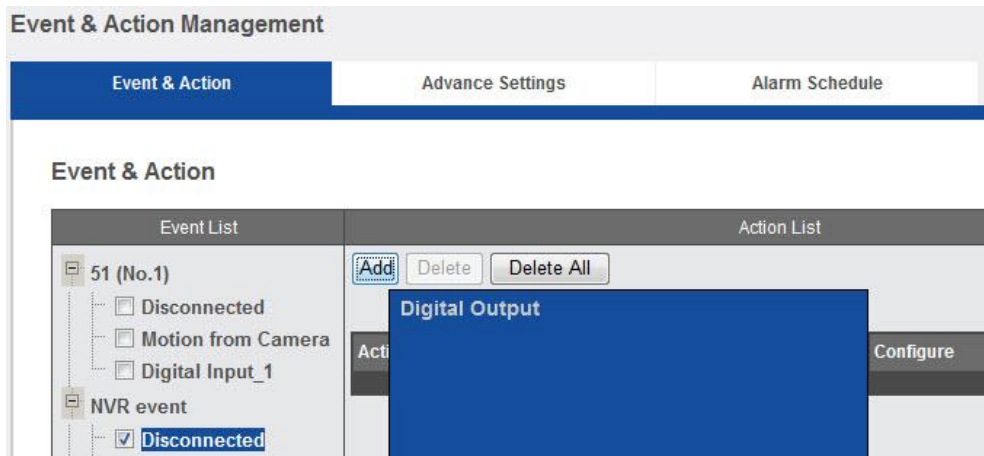 Event & Action Management
Event & Action
Advance Settings
Alarm Schedule
Event & Action
Event List
Action List
51 (No.1)
Disconnected
Motion from Camera
Digital Input_1
NVR event
Disconnected
Add
Delete
Delete All
Digital Output
Acti
Configure